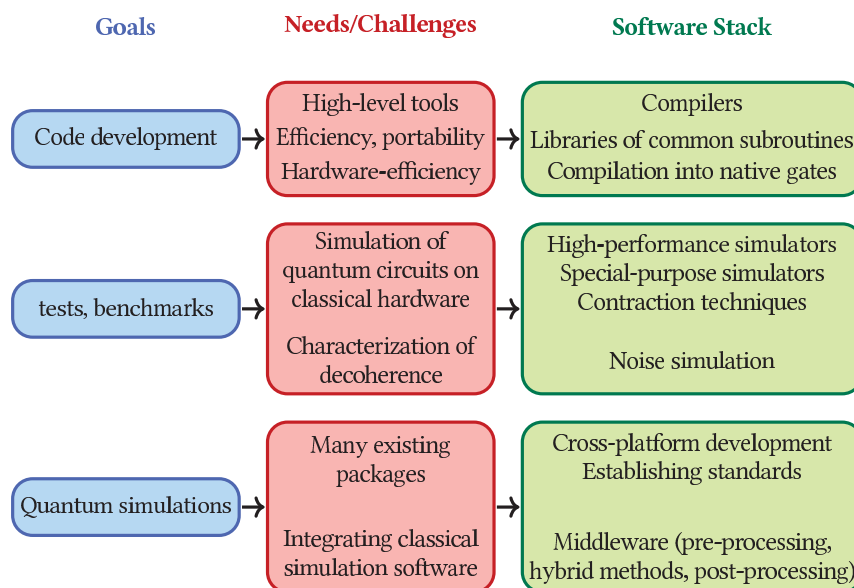 Goals
Needs/Challenges
Software Stack
Code development
High-level tools
Efficiency, portability
Hardware-efficiency
Compilers
Libraries of common subroutines
Compilation into native gates
tests, benchmarks
Simulation of
quantum circuits on
classical hardware
Characterization of
decoherence
High-performance simulators
Special-purpose simulators
Contraction techniques
Noise simulation
Quantum simulations
Many existing
packages
Integrating classical
simulation software
Cross-platform development
Establishing standards
Middleware (pre-processing,
hybrid methods, post-processing)